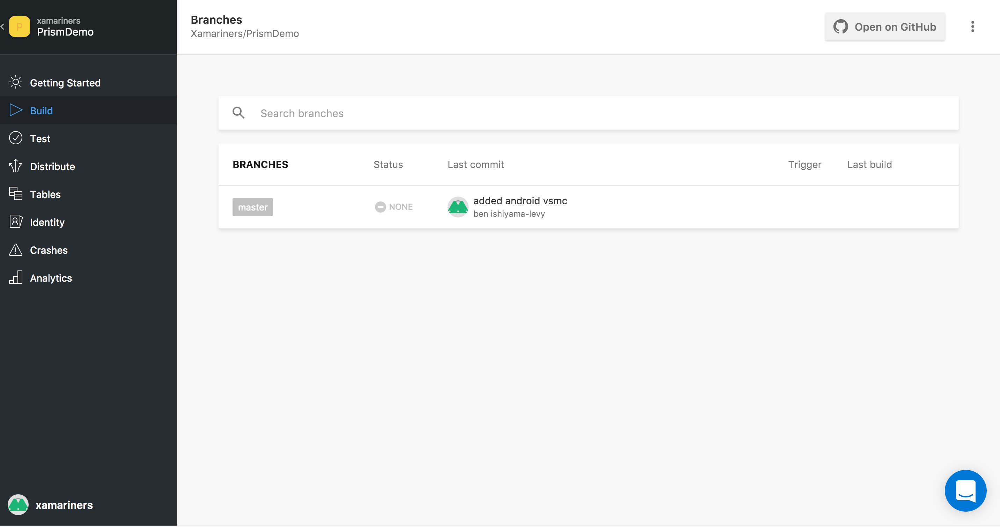 P
xamariners
PrismDemo
Getting Started
Build
Test
Distribute
Tables
Identity
Crashes
Analytics
xamariners
Branches
Xamariners/PrismDemo
Open on GitHub
Search branches
BRANCHES Status Last commit Trigger Last build
master NONE added android vsmc
ben ishiyama-levy